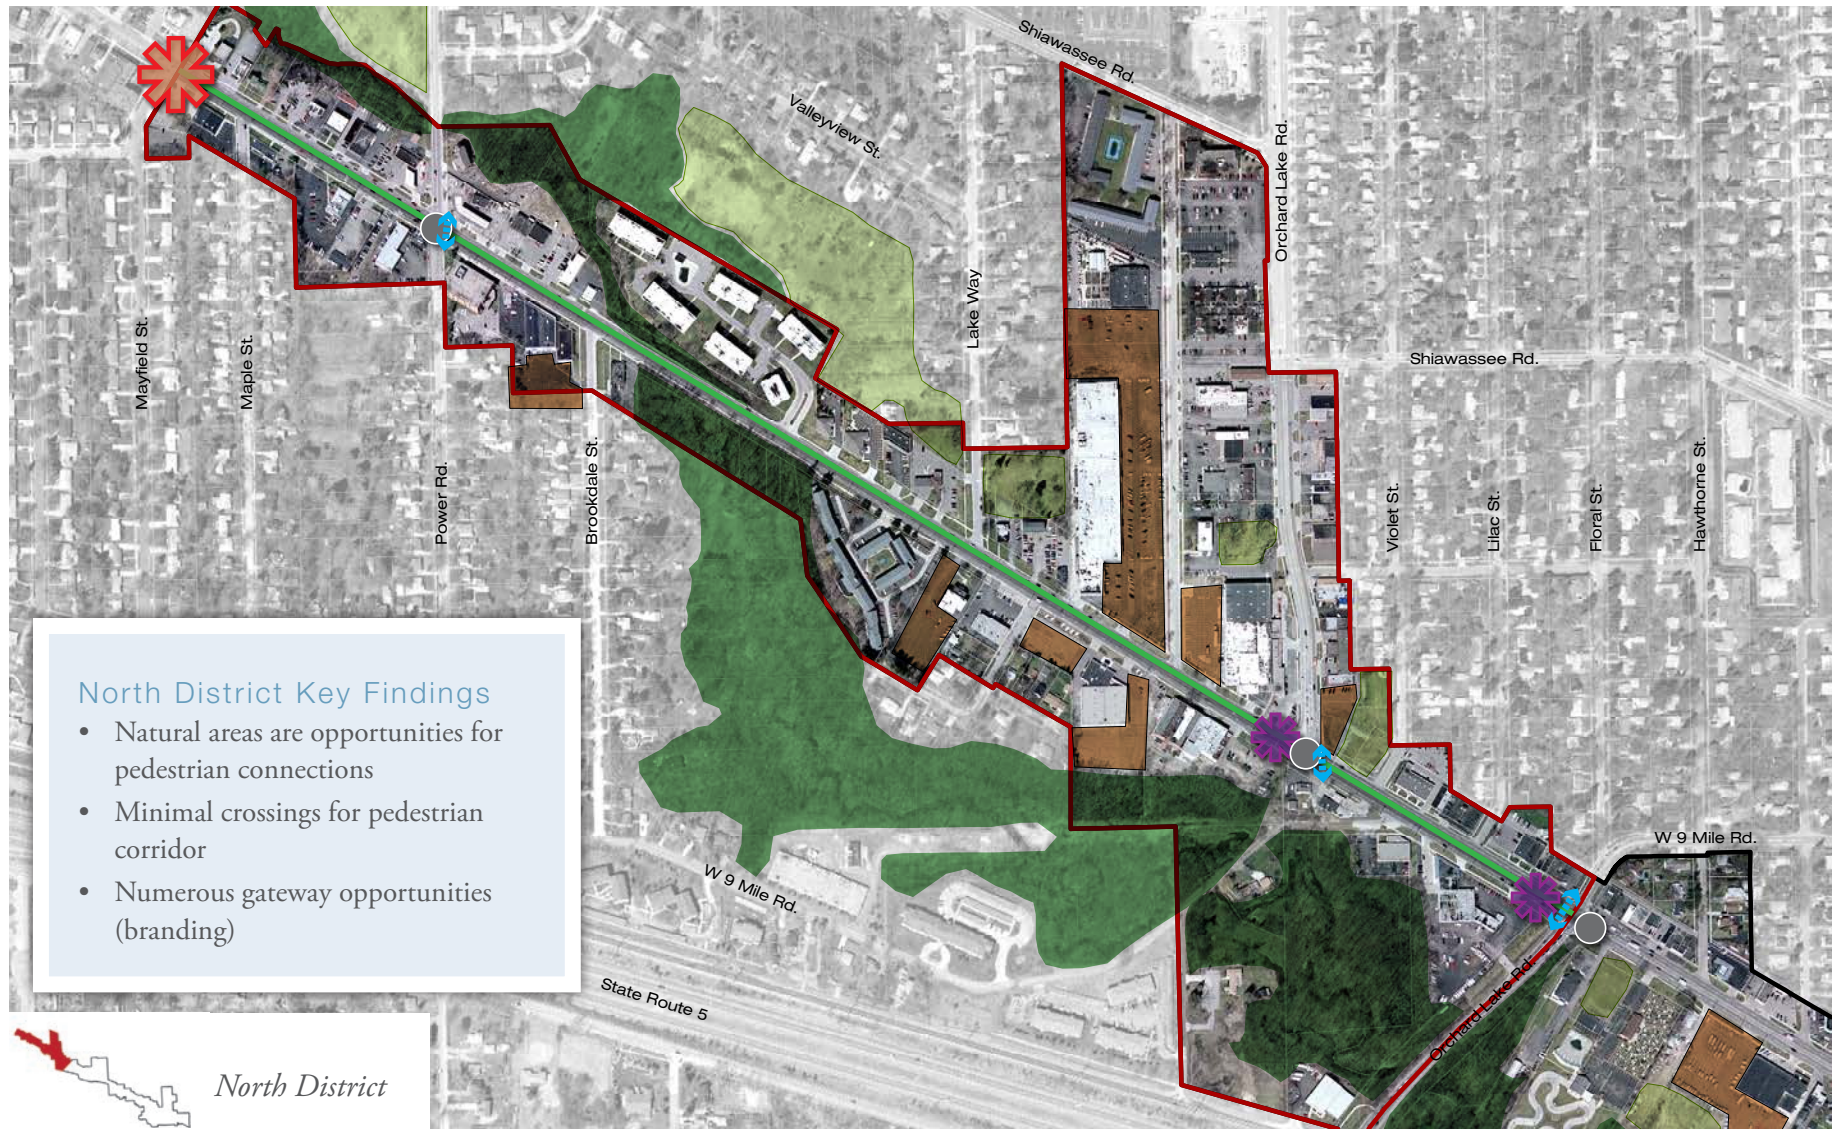 Shiawassee Rd.
Valleyview St.
Orchard Lake Rd.
Lake Way
Mayfield St.
Maple St.
Shiawassee Rd.
Power Rd.
Brookdale St.
Violet St.
Lilac St.
Floral St.
Hawthorne St.
North District Key Findings
• Natural areas are opportunities for
pedestrian connections
• Minimal crossings for pedestrian
corridor
• Numerous gateway opportunities
(branding)
W 9 Mile Rd.
W 9 Mile Rd.
State Route 5
Orchard Lake Rd.
North District